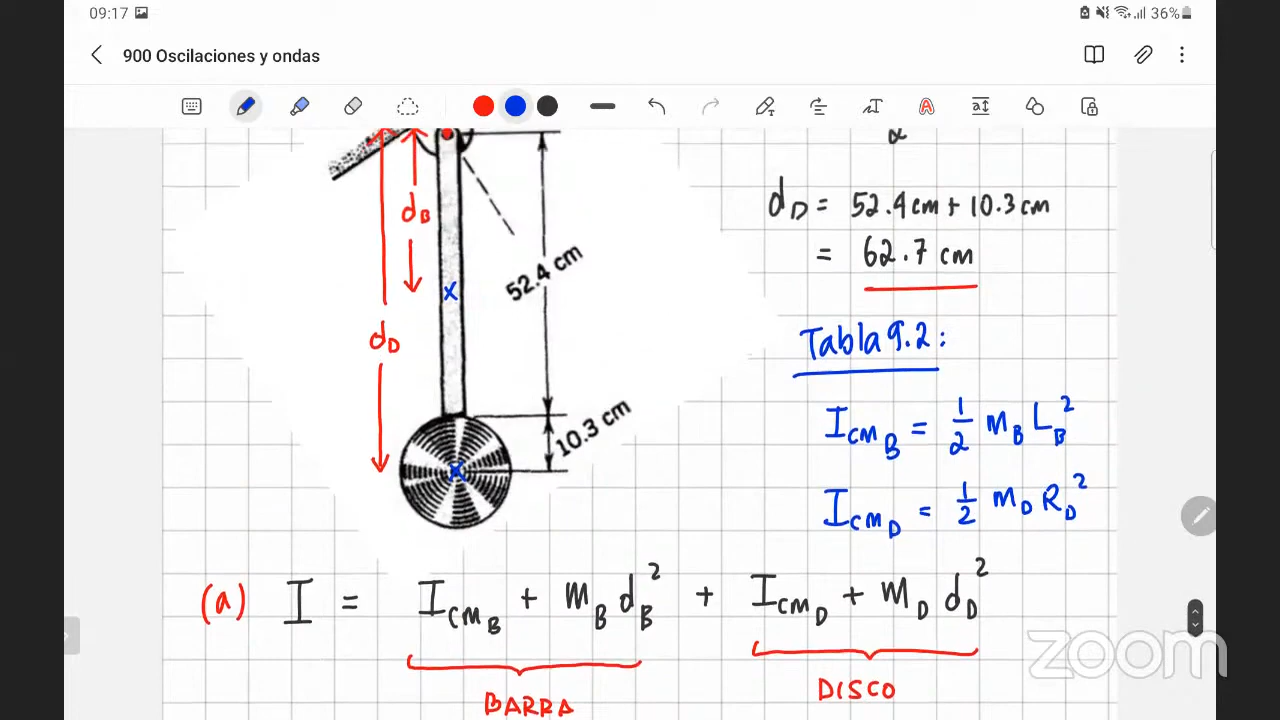 09:17 36%
900 Oscilaciones y ondas
α
d_D = 52.4 cm + 10.3 cm
= 62.7 cm
d_B
52.4 cm
d_D
10.3 cm
Tabla 9.2:
I_CM_B = 1/2 m_B L_B^2
I_CM_D = 1/2 m_D R_D^2
(a) I = I_CM_B + m_B d_B^2 + I_CM_D + m_D d_D^2
BARRA DISCO
zoom